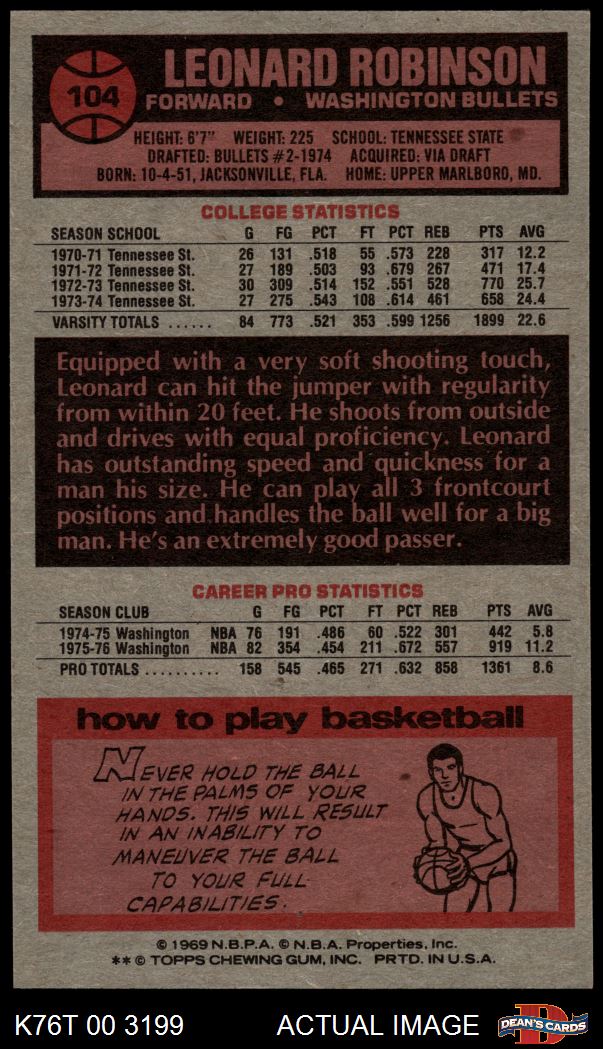 104
LEONARD ROBINSON
FORWARD • WASHINGTON BULLETS
HEIGHT: 6'7" WEIGHT: 225 SCHOOL: TENNESSEE STATE
DRAFTED: BULLETS #2-1974 ACQUIRED: VIA DRAFT
BORN: 10-4-51, JACKSONVILLE, FLA. HOME: UPPER MARLBORO, MD.
COLLEGE STATISTICS
SEASON SCHOOL G FG PCT FT PCT REB PTS AVG
1970-71 Tennessee St. 26 131 .518 55 .573 228 317 12.2
1971-72 Tennessee St. 27 189 .503 93 .679 267 471 17.4
1972-73 Tennessee St. 30 309 .514 152 .551 528 770 25.7
1973-74 Tennessee St. 27 275 .543 108 .614 461 658 24.4
VARSITY TOTALS ...... 84 773 .521 353 .599 1256 1899 22.6
Equipped with a very soft shooting touch,
Leonard can hit the jumper with regularity
from within 20 feet. He shoots from outside
and drives with equal proficiency. Leonard
has outstanding speed and quickness for a
man his size. He can play all 3 frontcourt
positions and handles the ball well for a big
man. He's an extremely good passer.
CAREER PRO STATISTICS
SEASON CLUB G FG PCT FT PCT REB PTS AVG
1974-75 Washington NBA 76 191 .486 60 .522 301 442 5.8
1975-76 Washington NBA 82 354 .454 211 .672 557 919 11.2
PRO TOTALS .......... 158 545 .465 271 .632 858 1361 8.6
how to play basketball
NEVER HOLD THE BALL
IN THE PALMS OF YOUR
HANDS. THIS WILL RESULT
IN AN INABILITY TO
MANEUVER THE BALL
TO YOUR FULL
CAPABILITIES.
© 1969 N.B.P.A. © N.B.A. Properties, Inc.
** © TOPPS CHEWING GUM, INC. PRTD. IN U.S.A.
K76T 00 3199 ACTUAL IMAGE
DEAN'S CARDS